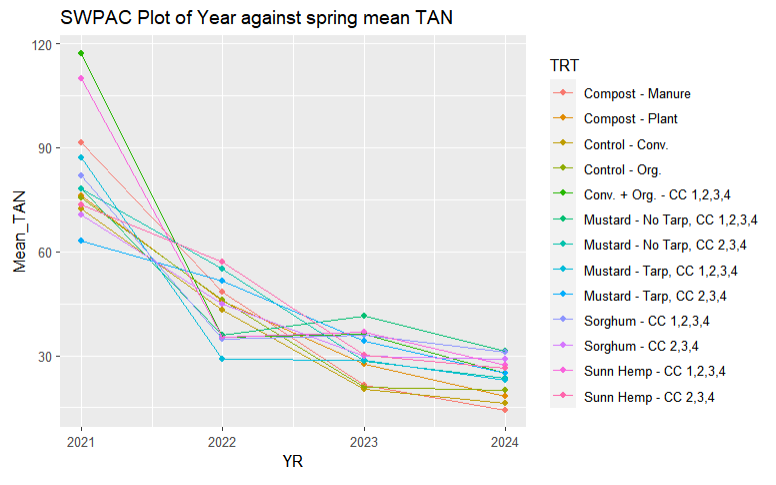 SWPAC Plot of Year against spring mean TAN
120
90
60
30
Mean_TAN
2021
2022
2023
2024
YR
TRT
Compost - Manure
Compost - Plant
Control - Conv.
Control - Org.
Conv. + Org. - CC 1,2,3,4
Mustard - No Tarp, CC 1,2,3,4
Mustard - No Tarp, CC 2,3,4
Mustard - Tarp, CC 1,2,3,4
Mustard - Tarp, CC 2,3,4
Sorghum - CC 1,2,3,4
Sorghum - CC 2,3,4
Sunn Hemp - CC 1,2,3,4
Sunn Hemp - CC 2,3,4